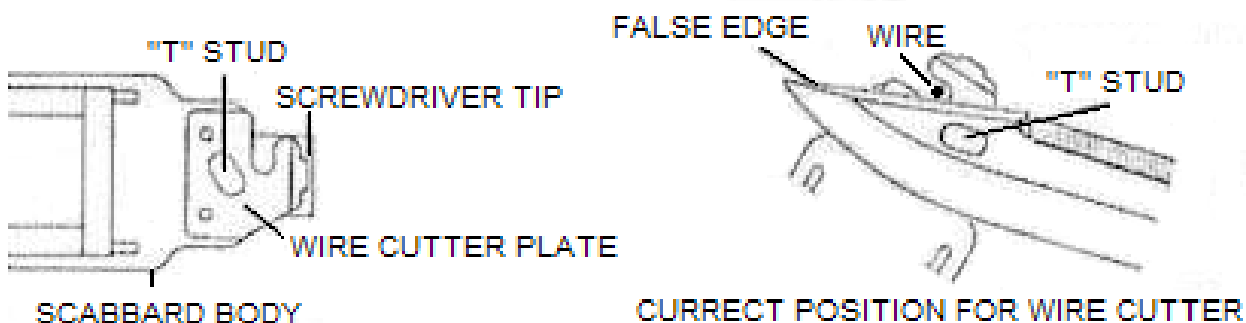 "T" STUD
SCREWDRIVER TIP
WIRE CUTTER PLATE
SCABBARD BODY
FALSE EDGE
WIRE
"T" STUD
CURRECT POSITION FOR WIRE CUTTER